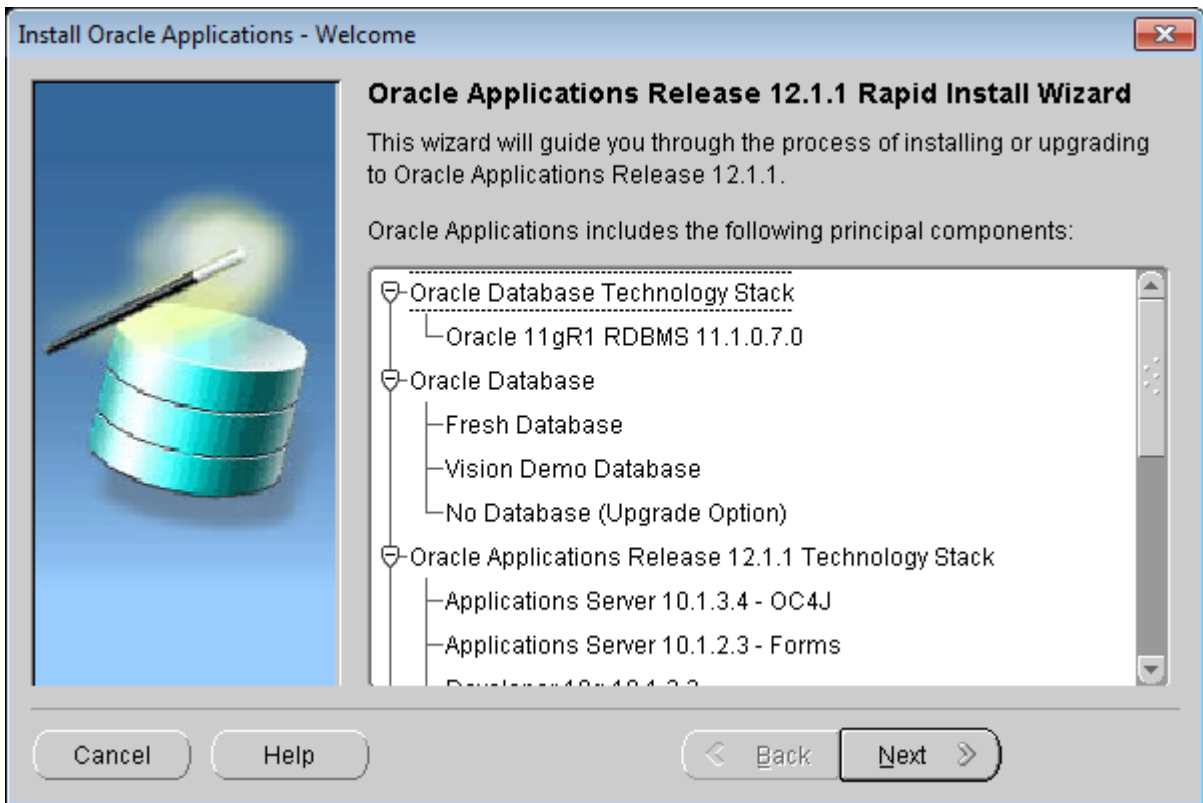 Install Oracle Applications - Welcome
Oracle Applications Release 12.1.1 Rapid Install Wizard
This wizard will guide you through the process of installing or upgrading
to Oracle Applications Release 12.1.1.
Oracle Applications includes the following principal components:
Oracle Database Technology Stack
Oracle 11gR1 RDBMS 11.1.0.7.0
Oracle Database
Fresh Database
Vision Demo Database
No Database (Upgrade Option)
Oracle Applications Release 12.1.1 Technology Stack
Applications Server 10.1.3.4 - OC4J
Applications Server 10.1.2.3 - Forms
Cancel
Help
Back
Next